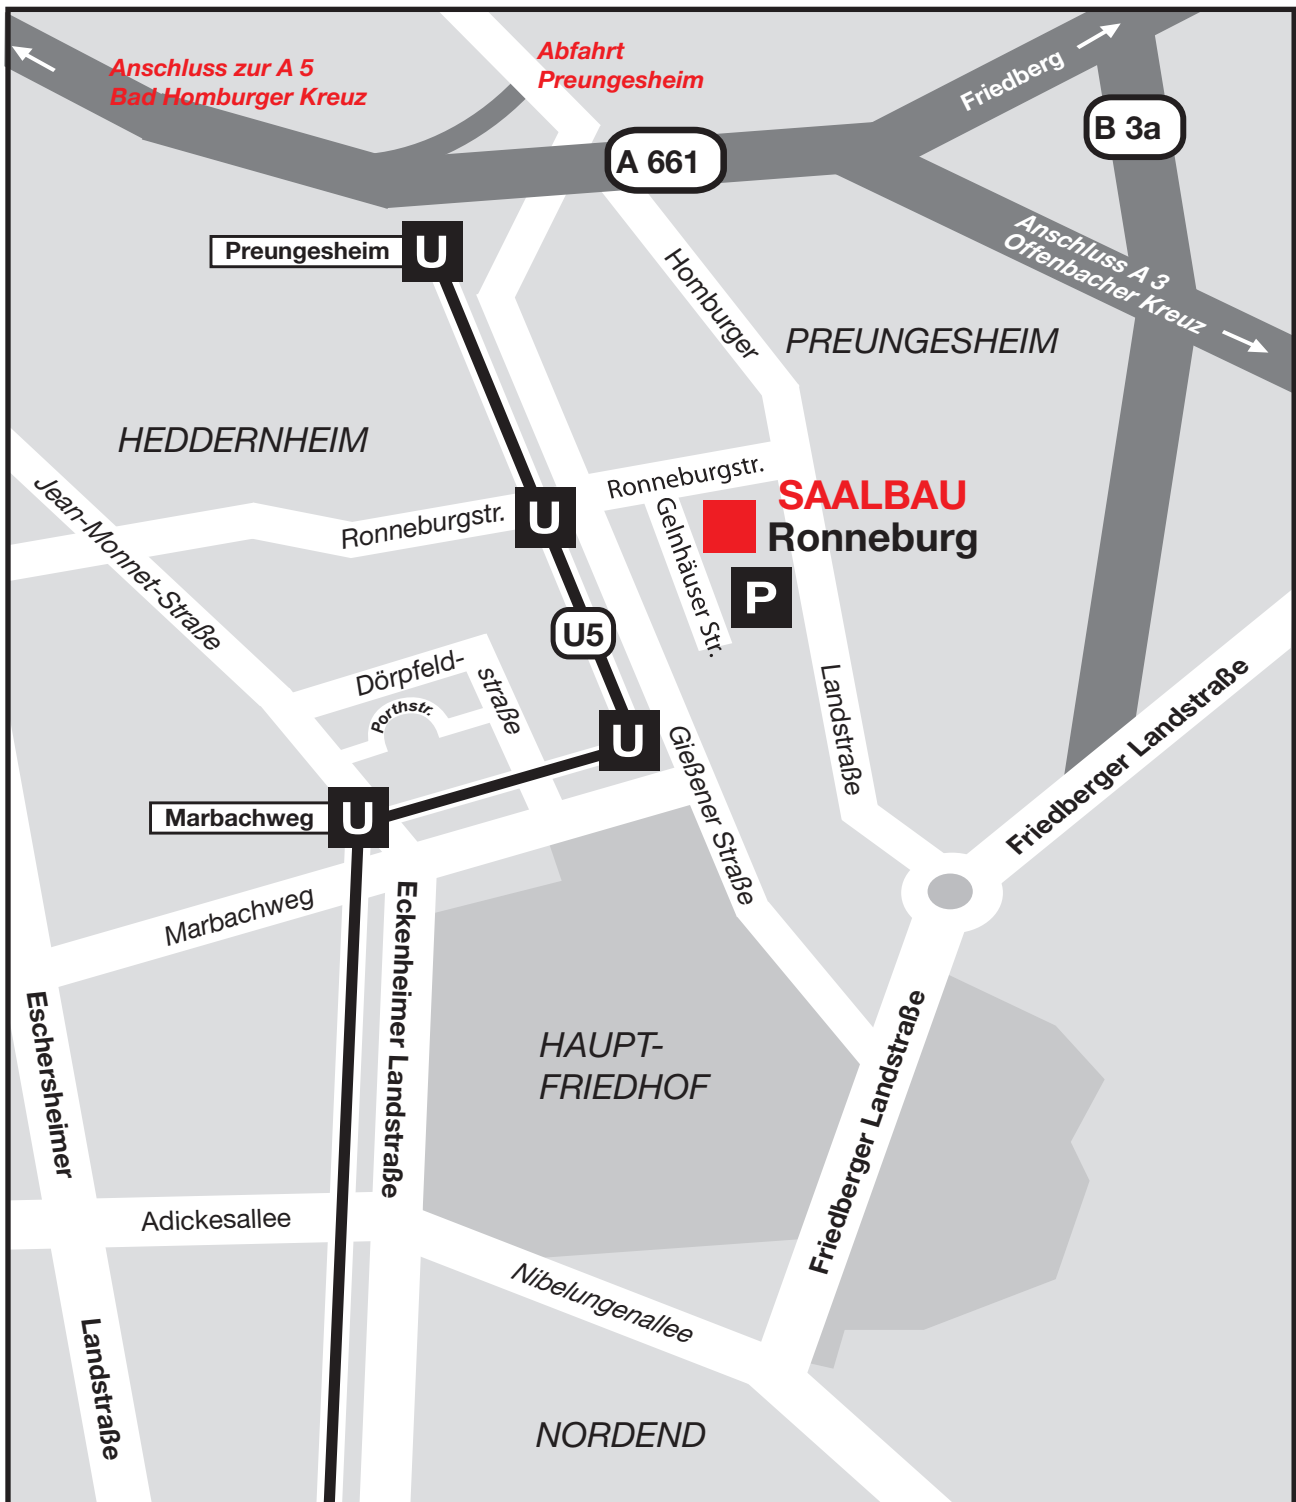 Anschluss zur A 5
Bad Homburger Kreuz
Abfahrt
Preungesheim
Friedberg
B 3a
A 661
Anschluss A 3
Offenbacher Kreuz
Preungesheim
U
Homburger
PREUNGESHEIM
HEDDERNHEIM
Jean-Monnet-Straße
Ronneburgstr.
Ronneburgstr.
U
Gelnhäuser Str.
SAALBAU
Ronneburg
P
U5
Dörpfeld-
straße
Porthstr.
U
Gießener Straße
Landstraße
Friedberger Landstraße
Marbachweg
U
Marbachweg
Eckenheimer Landstraße
Eschersheimer
Landstraße
HAUPT-
FRIEDHOF
Friedberger Landstraße
Adickesallee
Nibelungenallee
NORDEND